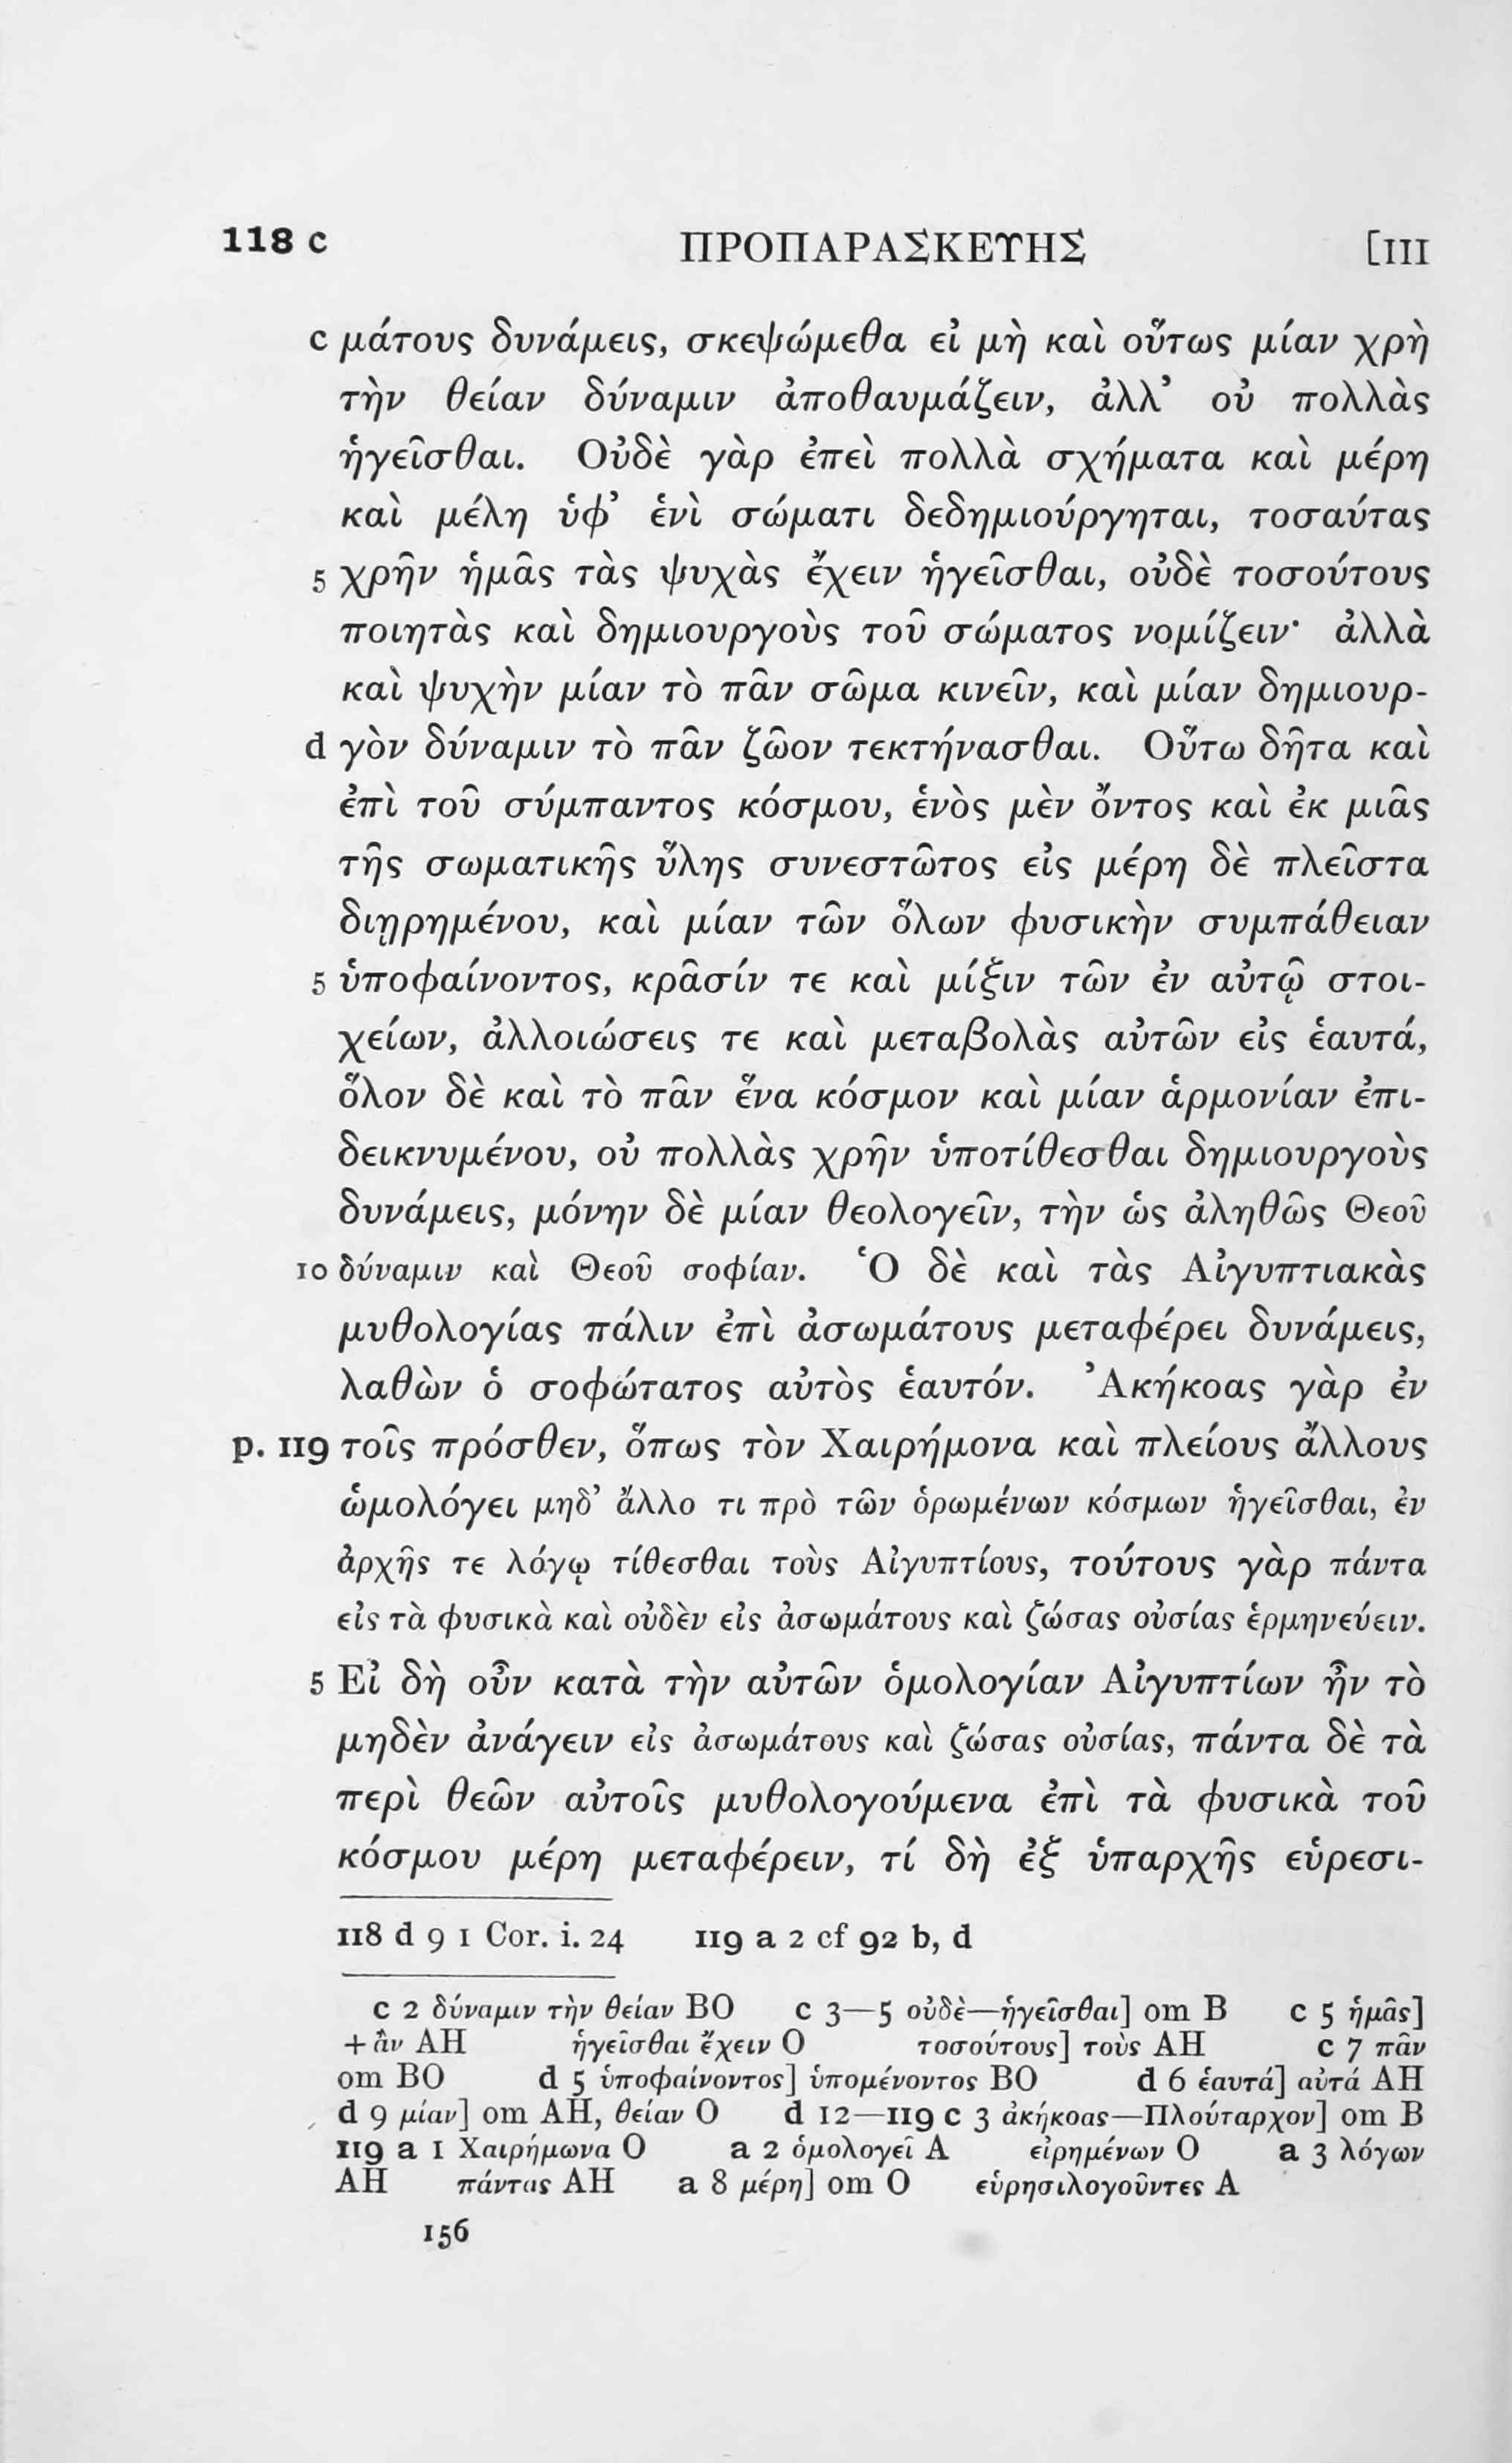 118 c ΠΡΟΠΑΡΑΣΚΕΥΗΣ [III
c μάτους δυνάμεις, σκεψώμεθα εἰ μὴ καὶ οὕτως μίαν χρὴ
τὴν θείαν δύναμιν ἀποθαυμάζειν, ἀλλ’ οὐ πολλὰς
ἡγεῖσθαι. Οὐδὲ γὰρ ἐπεὶ πολλὰ σχήματα καὶ μέρη
καὶ μέλη ὑφ’ ἑνὶ σώματι δεδημιούργηται, τοσαύτας
5 χρῆν ἡμᾶς τὰς ψυχὰς ἔχειν ἡγεῖσθαι, οὐδὲ τοσούτους
ποιητὰς καὶ δημιουργοὺς τοῦ σώματος νομίζειν· ἀλλὰ
καὶ ψυχὴν μίαν τὸ πᾶν σῶμα κινεῖν, καὶ μίαν δημιουρ-
d γὸν δύναμιν τὸ πᾶν ζῶον τεκτήνασθαι. Οὕτω δῆτα καὶ
ἐπὶ τοῦ σύμπαντος κόσμου, ἑνὸς μὲν ὄντος καὶ ἐκ μιᾶς
τῆς σωματικῆς ὕλης συνεστῶτος εἰς μέρη δὲ πλεῖστα
διῃρημένου, καὶ μίαν τῶν ὅλων φυσικὴν συμπάθειαν
5 ὑποφαίνοντος, κρᾶσίν τε καὶ μίξιν τῶν ἐν αὐτῷ στοι-
χείων, ἀλλοιώσεις τε καὶ μεταβολὰς αὐτῶν εἰς ἑαυτά,
ὅλον δὲ καὶ τὸ πᾶν ἕνα κόσμον καὶ μίαν ἁρμονίαν ἐπι-
δεικνυμένου, οὐ πολλὰς χρῆν ὑποτίθεσθαι δημιουργοὺς
δυνάμεις, μόνην δὲ μίαν θεολογεῖν, τὴν ὡς ἀληθῶς Θεοῦ
10 δύναμιν καὶ Θεοῦ σοφίαν. Ὁ δὲ καὶ τὰς Αἰγυπτιακὰς
μυθολογίας πάλιν ἐπὶ ἀσωμάτους μεταφέρει δυνάμεις,
λαθὼν ὁ σοφώτατος αὐτὸς ἑαυτόν. Ἀκήκοας γὰρ ἐν
p. 119 τοῖς πρόσθεν, ὅπως τὸν Χαιρήμονα καὶ πλείους ἄλλους
ὡμολόγει μηδ’ ἄλλο τι πρὸ τῶν ὁρωμένων κόσμων ἡγεῖσθαι, ἐν
ἀρχῆς τε λόγῳ τίθεσθαι τοὺς Αἰγυπτίους, τούτους γὰρ πάντα
εἰς τὰ φυσικὰ καὶ οὐδὲν εἰς ἀσωμάτους καὶ ζώσας οὐσίας ἑρμηνεύειν.
5 Εἰ δὴ οὖν κατὰ τὴν αὐτῶν ὁμολογίαν Αἰγυπτίων ἦν τὸ
μηδὲν ἀνάγειν εἰς ἀσωμάτους καὶ ζώσας οὐσίας, πάντα δὲ τὰ
περὶ θεῶν αὐτοῖς μυθολογούμενα ἐπὶ τὰ φυσικὰ τοῦ
κόσμου μέρη μεταφέρειν, τί δὴ ἐξ ὑπαρχῆς εὑρεσι-
118 d 9 1 Cor. i. 24 119 a 2 cf 92 b, d
c 2 δύναμιν τὴν θείαν BO c 3—5 οὐδὲ—ἡγεῖσθαι] om B c 5 ἡμᾶς]
+ ἂν AH ἡγεῖσθαι ἔχειν O τοσούτους] τοὺς AH c 7 πᾶν
om BO d 5 ὑποφαίνοντος] ὑπομένοντος BO d 6 ἑαυτά] αὐτά AH
d 9 μίαν] om AH, θείαν O d 12—119 c 3 ἀκήκοας—Πλούταρχον] om B
119 a 1 Χαιρήμωνα O a 2 ὁμολογεῖ A εἰρημένων O a 3 λόγων
AH πάντας AH a 8 μέρη] om O εὑρησιλογοῦντες A
156